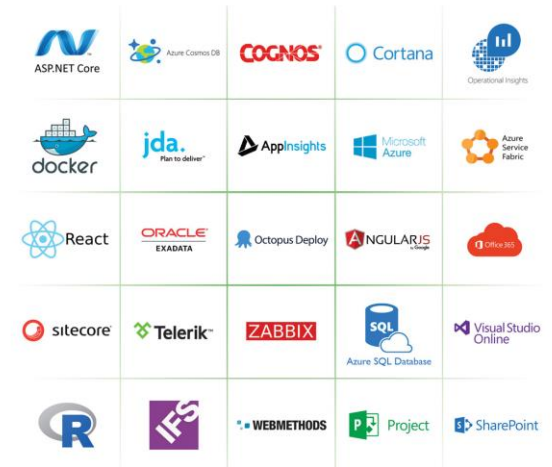 ASP.NET Core
Azure Cosmos DB
COGNOS®
Cortana
Operational Insights
docker
jda.
Plan to deliver™
AppInsights
Microsoft
Azure
Azure
Service
Fabric
React
ORACLE®
EXADATA
Octopus Deploy
ANGULARJS
by Google
Office 365
sitecore
Telerik™
ZABBIX
SQL
Azure SQL Database
Visual Studio
Online
R
IFS
WEBMETHODS
P
Project
S
SharePoint